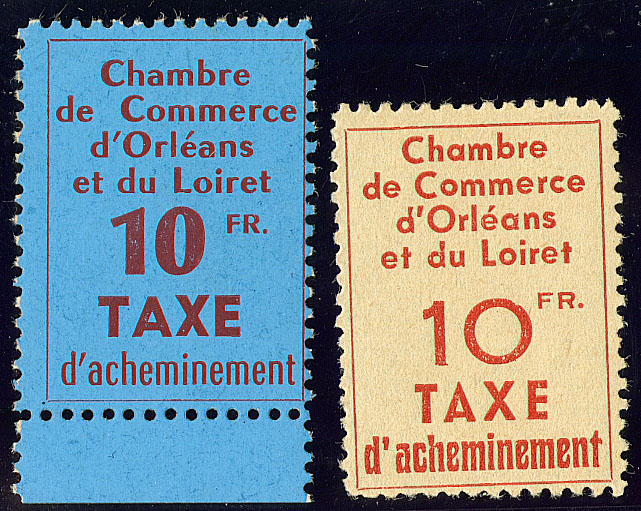 Chambre
de Commerce
d'Orléans
et du Loiret
10 FR.
TAXE
d'acheminement
Chambre
de Commerce
d'Orléans
et du Loiret
10 FR.
TAXE
d'acheminement